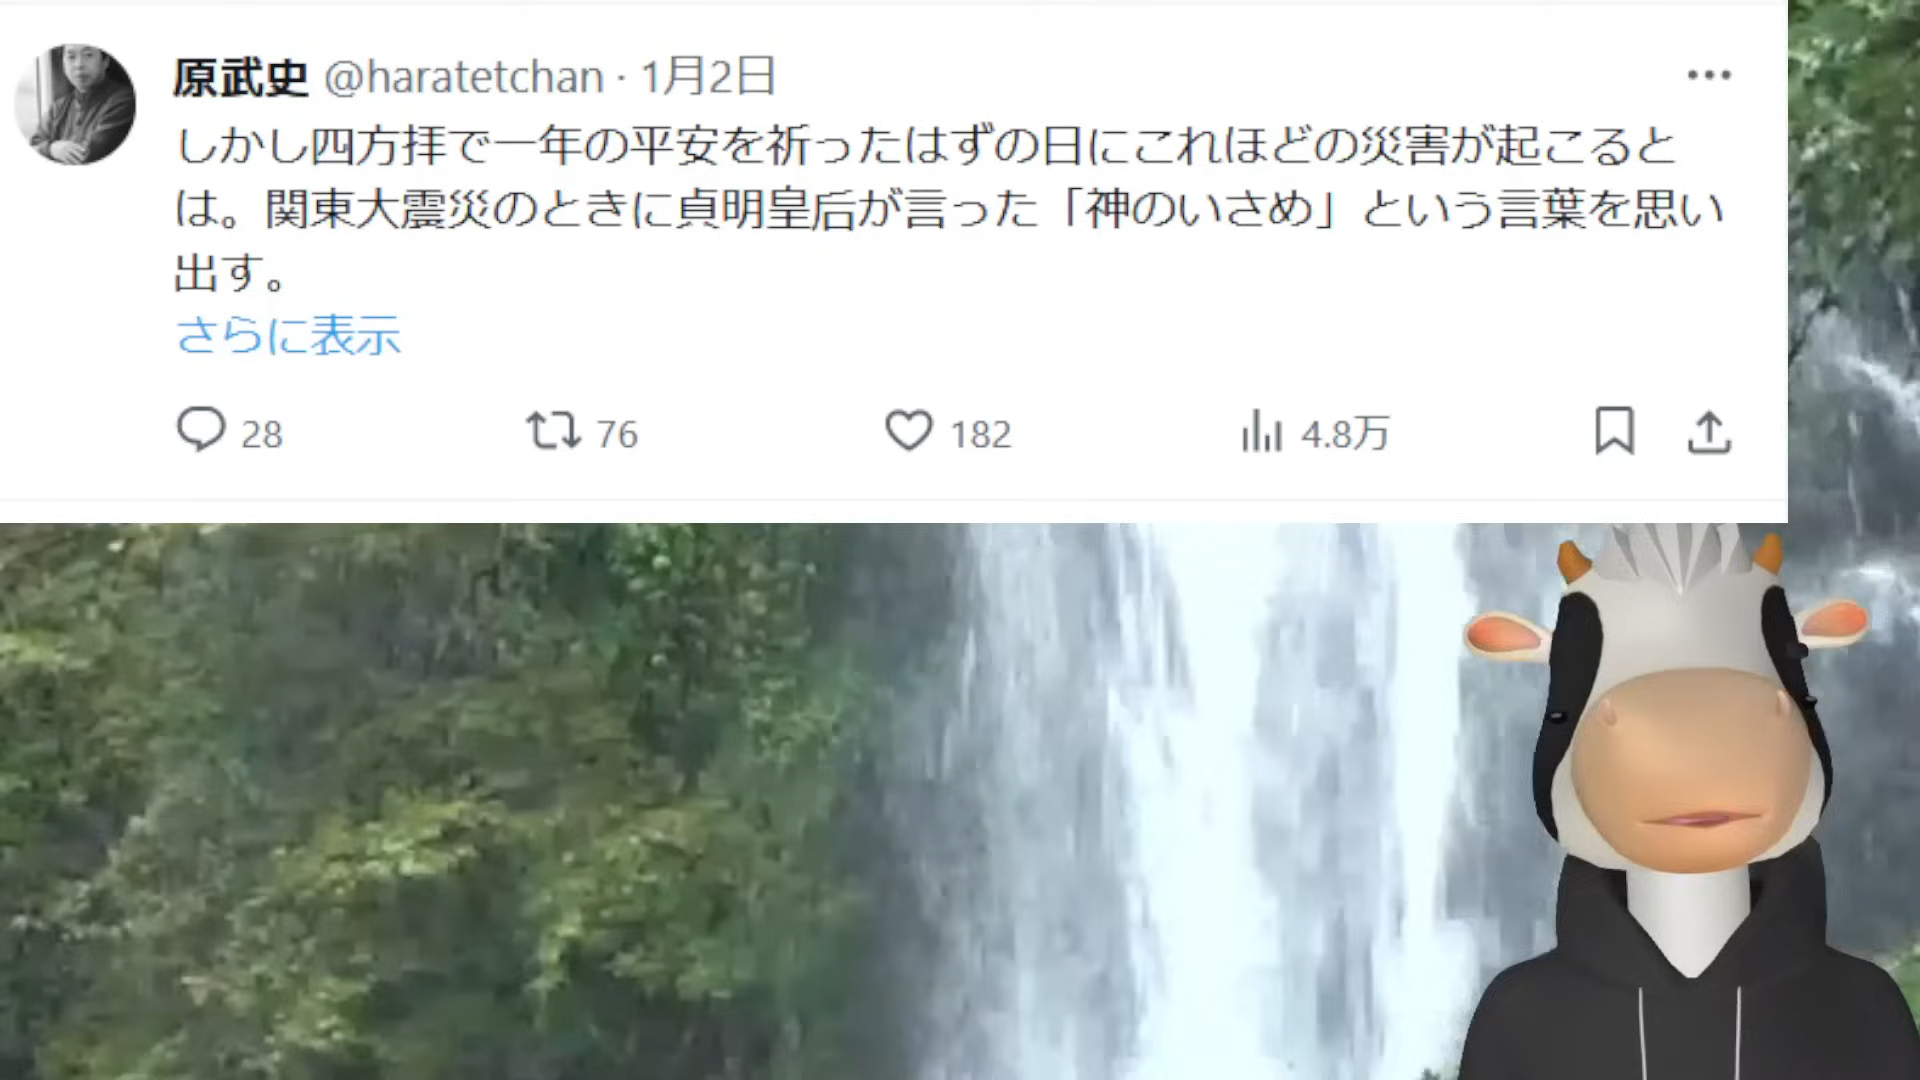 原武史 @haratetchan · 1月2日
しかし四方拝で一年の平安を祈ったはずの日にこれほどの災害が起こると
は。関東大震災のときに貞明皇后が言った「神のいさめ」という言葉を思い
出す。
さらに表示
28 76 182 4.8万